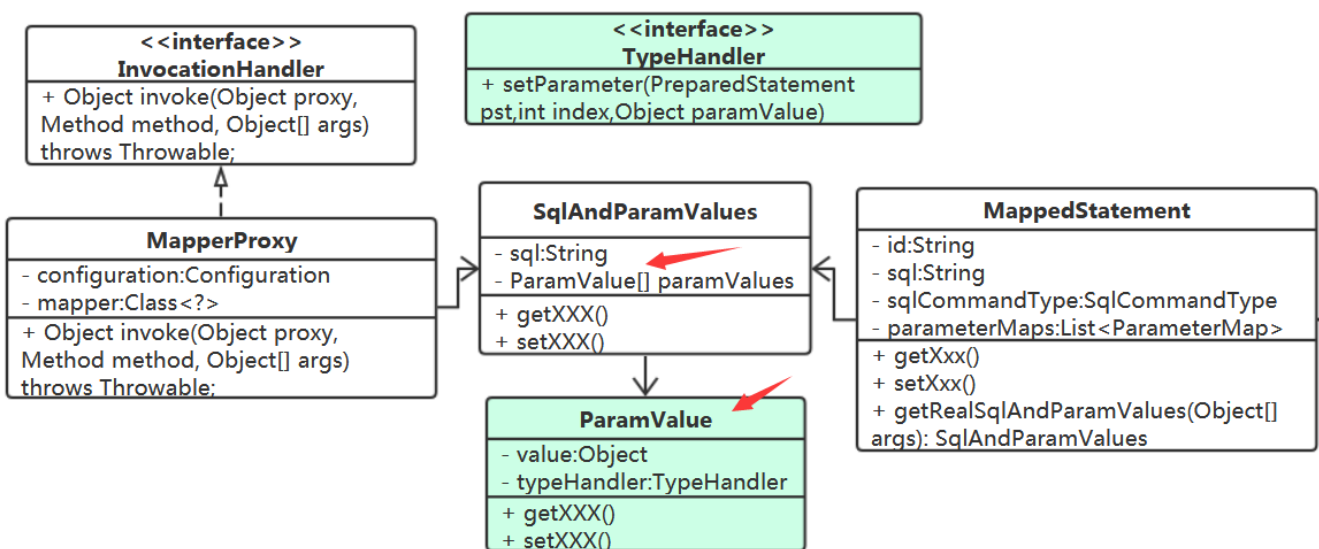 <<interface>>
InvocationHandler
+ Object invoke(Object proxy,
Method method, Object[] args)
throws Throwable;
<<interface>>
TypeHandler
+ setParameter(PreparedStatement
pst,int index,Object paramValue)
MapperProxy
- configuration:Configuration
- mapper:Class<?>
+ Object invoke(Object proxy,
Method method, Object[] args)
throws Throwable;
SqlAndParamValues
- sql:String
- ParamValue[] paramValues
+ getXXX()
+ setXXX()
MappedStatement
- id:String
- sql:String
- sqlCommandType:SqlCommandType
- parameterMaps:List<ParameterMap>
+ getXxx()
+ setXxx()
+ getRealSqlAndParamValues(Object[]
args): SqlAndParamValues
ParamValue
- value:Object
- typeHandler:TypeHandler
+ getXXX()
+ setXXX()